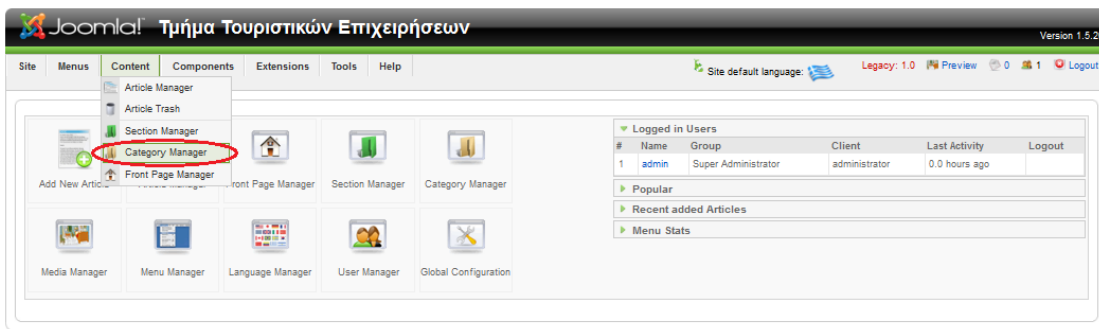 Joomla! Τμήμα Τουριστικών Επιχειρήσεων
Version 1.5.2
Site Menus Content Components Extensions Tools Help
Site default language: Legacy: 1.0 Preview 0 1 Logout
Article Manager
Article Trash
Section Manager
Category Manager
Front Page Manager
Add New Article Front Page Manager Section Manager Category Manager
Media Manager Menu Manager Language Manager User Manager Global Configuration
Logged in Users
# Name Group Client Last Activity Logout
1 admin Super Administrator administrator 0.0 hours ago
Popular
Recent added Articles
Menu Stats